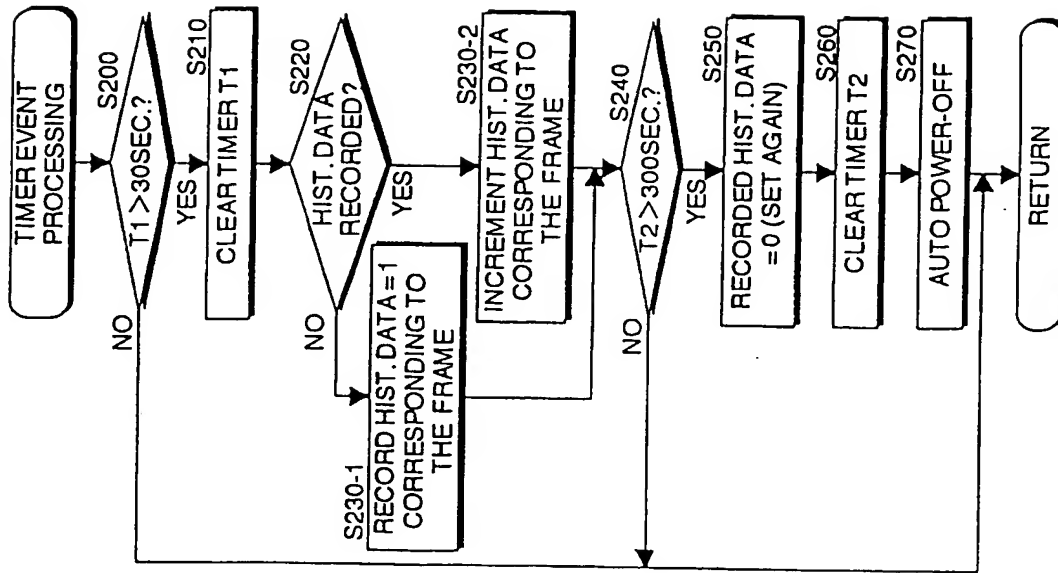 TIMER EVENT
PROCESSING
S200
T1 >30SEC.?
NO
YES
S210
CLEAR TIMER T1
S220
HIST. DATA
RECORDED?
NO
YES
S230-1
RECORD HIST. DATA = 1
CORRESPONDING TO
THE FRAME
S230-2
INCREMENT HIST. DATA
CORRESPONDING TO
THE FRAME
S240
T2>300SEC.?
NO
YES
S250
RECORDED HIST. DATA
=0 (SET AGAIN)
S260
CLEAR TIMER T2
S270
AUTO POWER-OFF
RETURN